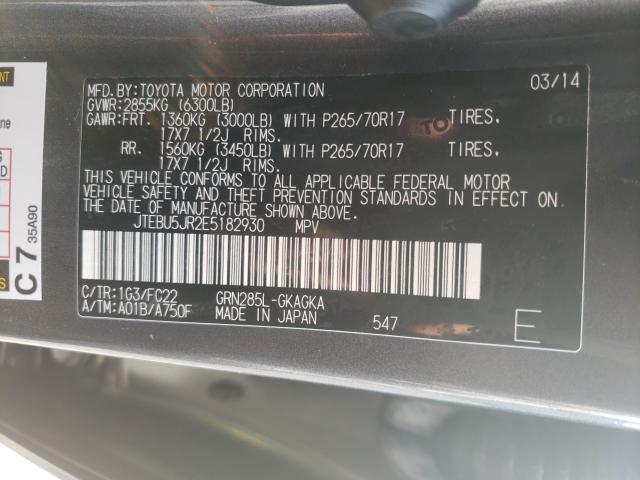 MFD.BY:TOYOTA MOTOR CORPORATION 03/14
GVWR:2855KG (6300LB)
GAWR:FRT. 1360KG (3000LB) WITH P265/70R17 TIRES,
17X7 1/2J RIMS.
RR. 1560KG (3450LB) WITH P265/70R17 TIRES,
17X7 1/2J RIMS.
THIS VEHICLE CONFORMS TO ALL APPLICABLE FEDERAL MOTOR
VEHICLE SAFETY AND THEFT PREVENTION STANDARDS IN EFFECT ON
THE DATE OF MANUFACTURE SHOWN ABOVE.
JTEBU5JR2E5182930 MPV
C/TR:1G3/FC22 GRN285L-GKAGKA
A/TM:A01B/A750F MADE IN JAPAN 547 E
C 7 35A90